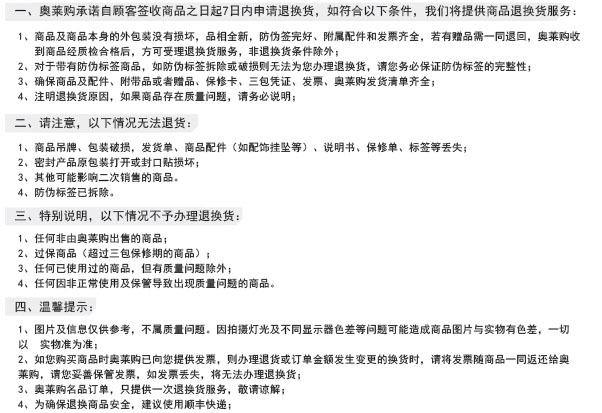 一、奥莱购承诺自顾客签收商品之日起7日内申请退换货，如符合以下条件，我们将提供商品退换货服务：
1、商品及商品本身的外包装没有损坏，品相全新，防伪签完好、附属配件和发票齐全，若有赠品需一同退回，奥莱购收
到商品经质检合格后，方可受理退换货服务，非退换货条件除外；
2、对于带有防伪标签商品，如防伪标签拆除或破损则无法为您办理退换货，请您务必保证防伪标签的完整性；
3、确保商品及配件、附带品或者赠品、保修卡、三包凭证、发票、奥莱购发货清单齐全；
4、注明退换货原因，如果商品存在质量问题，请务必说明；
二、请注意，以下情况无法退货：
1、商品吊牌、包装破损，发货单、商品配件（如配饰挂坠等）、说明书、保修单、标签等丢失；
2、密封产品原包装打开或封口贴损坏；
3、其他可能影响二次销售的商品。
4、防伪标签已拆除。
三、特别说明，以下情况不予办理退换货：
1、任何非由奥莱购出售的商品；
2、过保商品（超过三包保修期的商品）；
3、任何已使用过的商品，但有质量问题除外；
4、任何因非正常使用及保管导致出现质量问题的商品。
四、温馨提示：
1、图片及信息仅供参考，不属质量问题。因拍摄灯光及不同显示器色差等问题可能造成商品图片与实物有色差，一切
以 实物准为准；
2、如您购买商品时奥莱购已向您提供发票，则办理退货或订单金额发生变更的换货时，请将发票随商品一同返还给奥
莱购，请您妥善保管发票，如发票丢失，将无法办理退换货；
3、奥莱购名品订单，只提供一次退换货服务，敬请谅解；
4、为确保退换商品安全，建议使用顺丰快递；